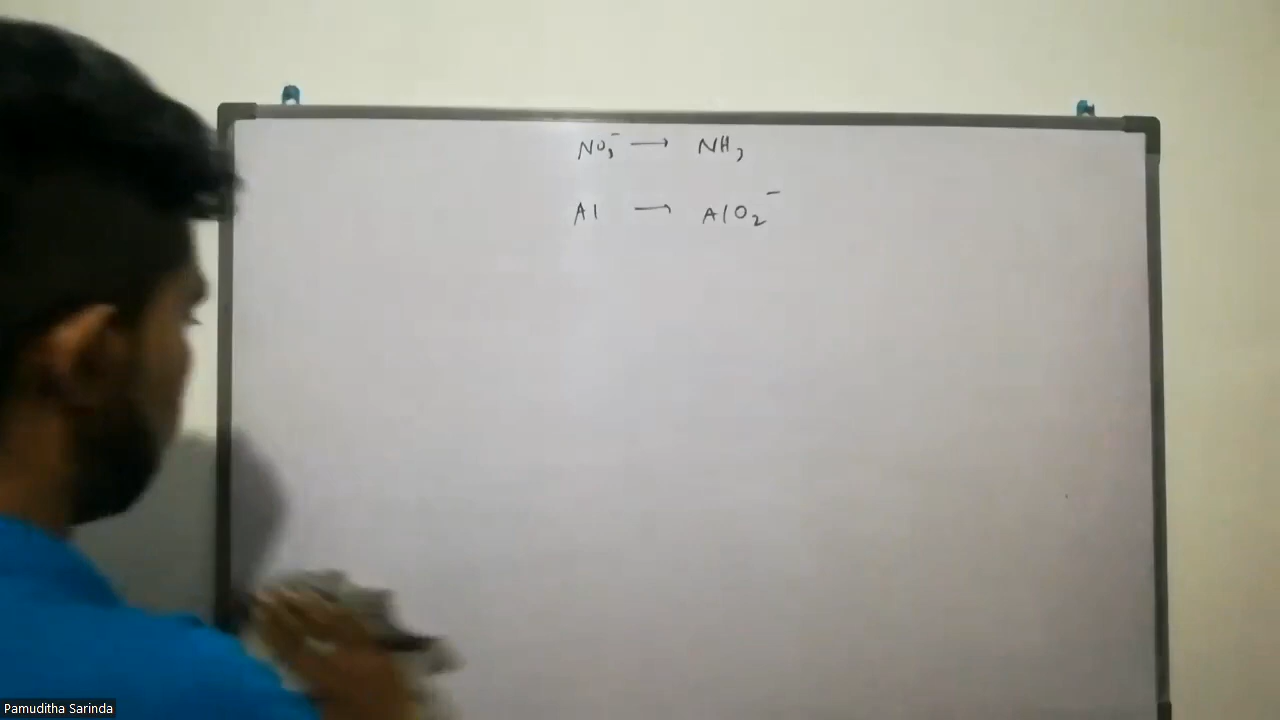 NO₃⁻ → NH₃
Al → AlO₂⁻
Pamuditha Sarinda